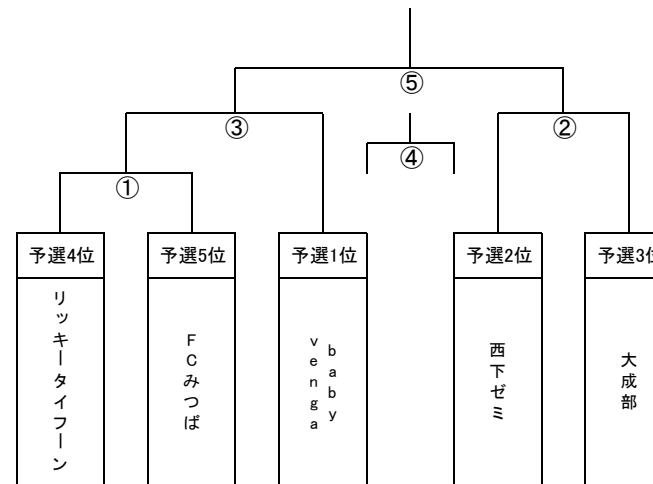 ⑤
③
②
④
①
予選4位
予選5位
予選1位
予選2位
予選3位
リッキータイフーン
FCみつば
baby
venga
西下ゼミ
大成部